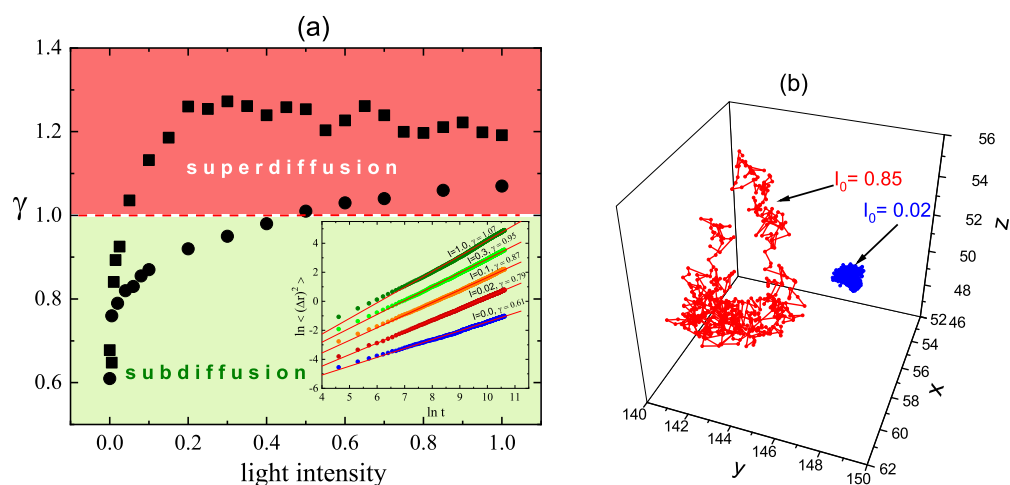 (a)
1.4
1.2
1.0
0.8
0.6
γ
superdiffusion
subdiffusion
0.0 0.2 0.4 0.6 0.8 1.0
light intensity
4
2
0
-2
-4
-6
ln < (Δr)² >
I=1.0, γ = 1.07
I=0.3, γ = 0.95
I=0.1, γ = 0.87
I=0.02, γ = 0.79
I=0.0, γ = 0.61
4 5 6 7 8 9 10 11
ln t
(b)
I₀= 0.85
I₀= 0.02
56
54
52
50
48
46
z
52
54
56
58
60
62
x
140 142 144 146 148 150
y